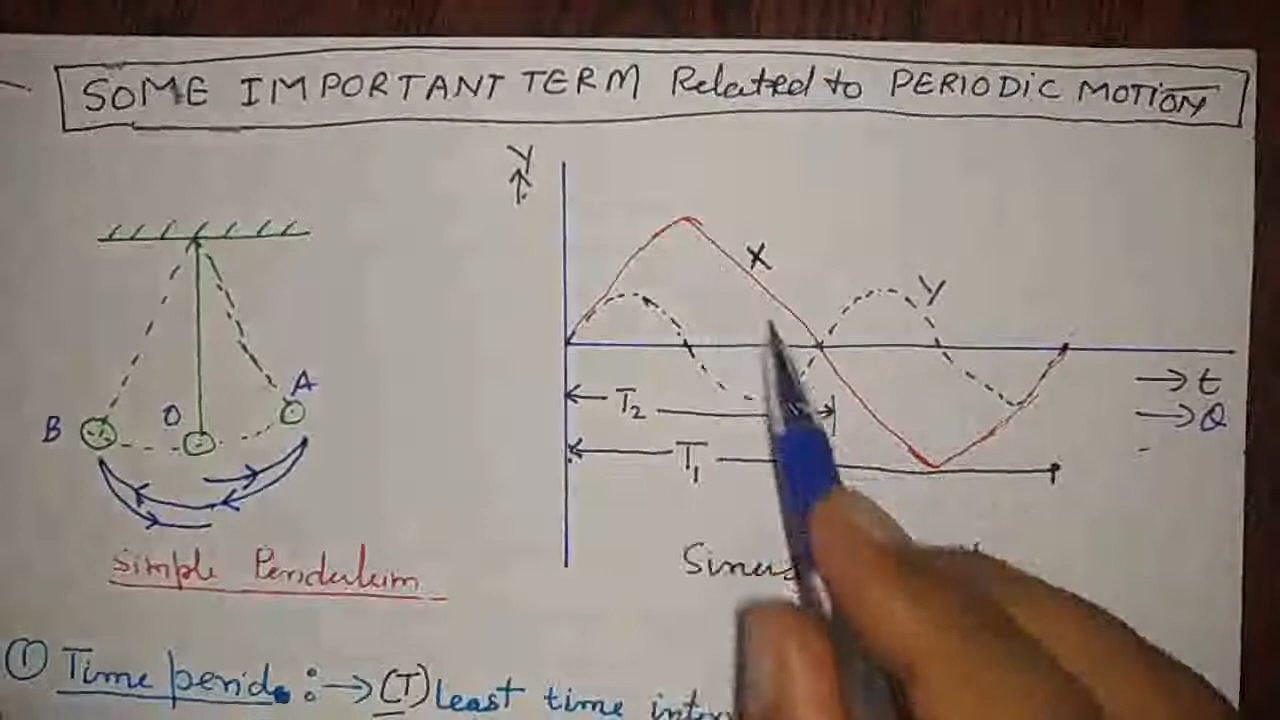 SOME IMPORTANT TERM Related to PERIODIC MOTION
Y
X
Y
A
B
O
T2
T1
t
Q
Simple Pendulum
① Time period :→ (T) Least time